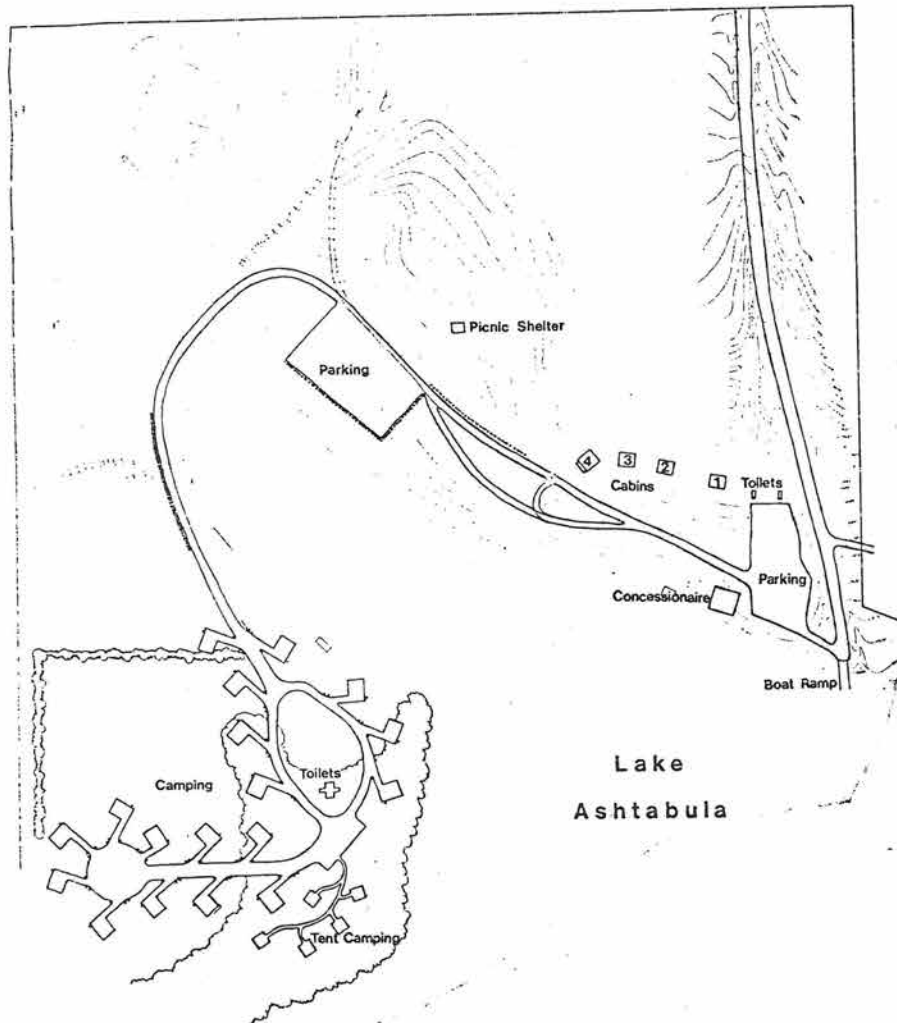 Picnic Shelter
Parking
4
3
2
1
Cabins
Toilets
Parking
Concessionaire
Boat Ramp
Lake
Ashtabula
Toilets
Camping
Tent Camping